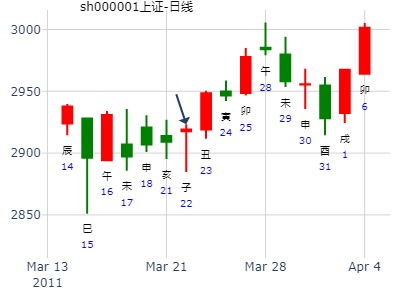 sh000001上证-日线
3000
2950
2900
2850
辰
14
巳
15
午
16
未
17
申
18
亥
21
子
22
丑
23
寅
24
卯
25
午
28
未
29
申
30
酉
31
戌
1
卯
6
Mar 13
2011
Mar 21
Mar 28
Apr 4